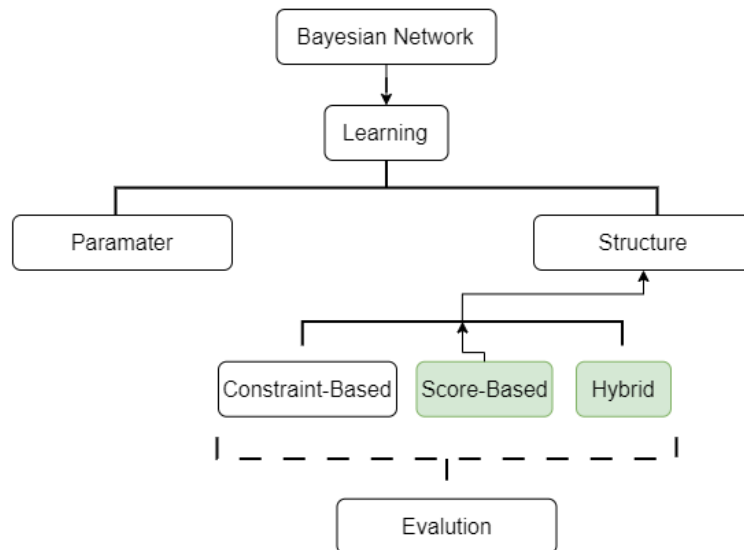 Bayesian Network
Learning
Paramater
Structure
Constraint-Based
Score-Based
Hybrid
Evalution